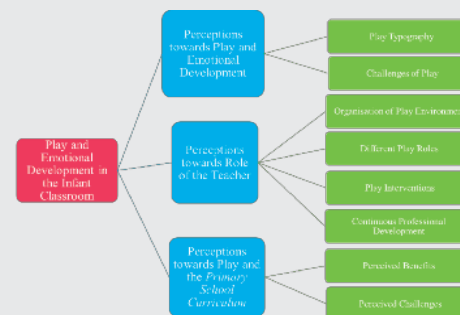 Play and
Emotional
Development in
the Infant
Classroom
Perceptions
towards Play and
Emotional
Development
Perceptions
towards Role
of the Teacher
Perceptions
towards Play and
the Primary
School
Curriculum
Play Typography
Challenges of Play
Organisation of Play Environment
Different Play Roles
Play Interventions
Continuous Professional
Development
Perceived Benefits
Perceived Challenges